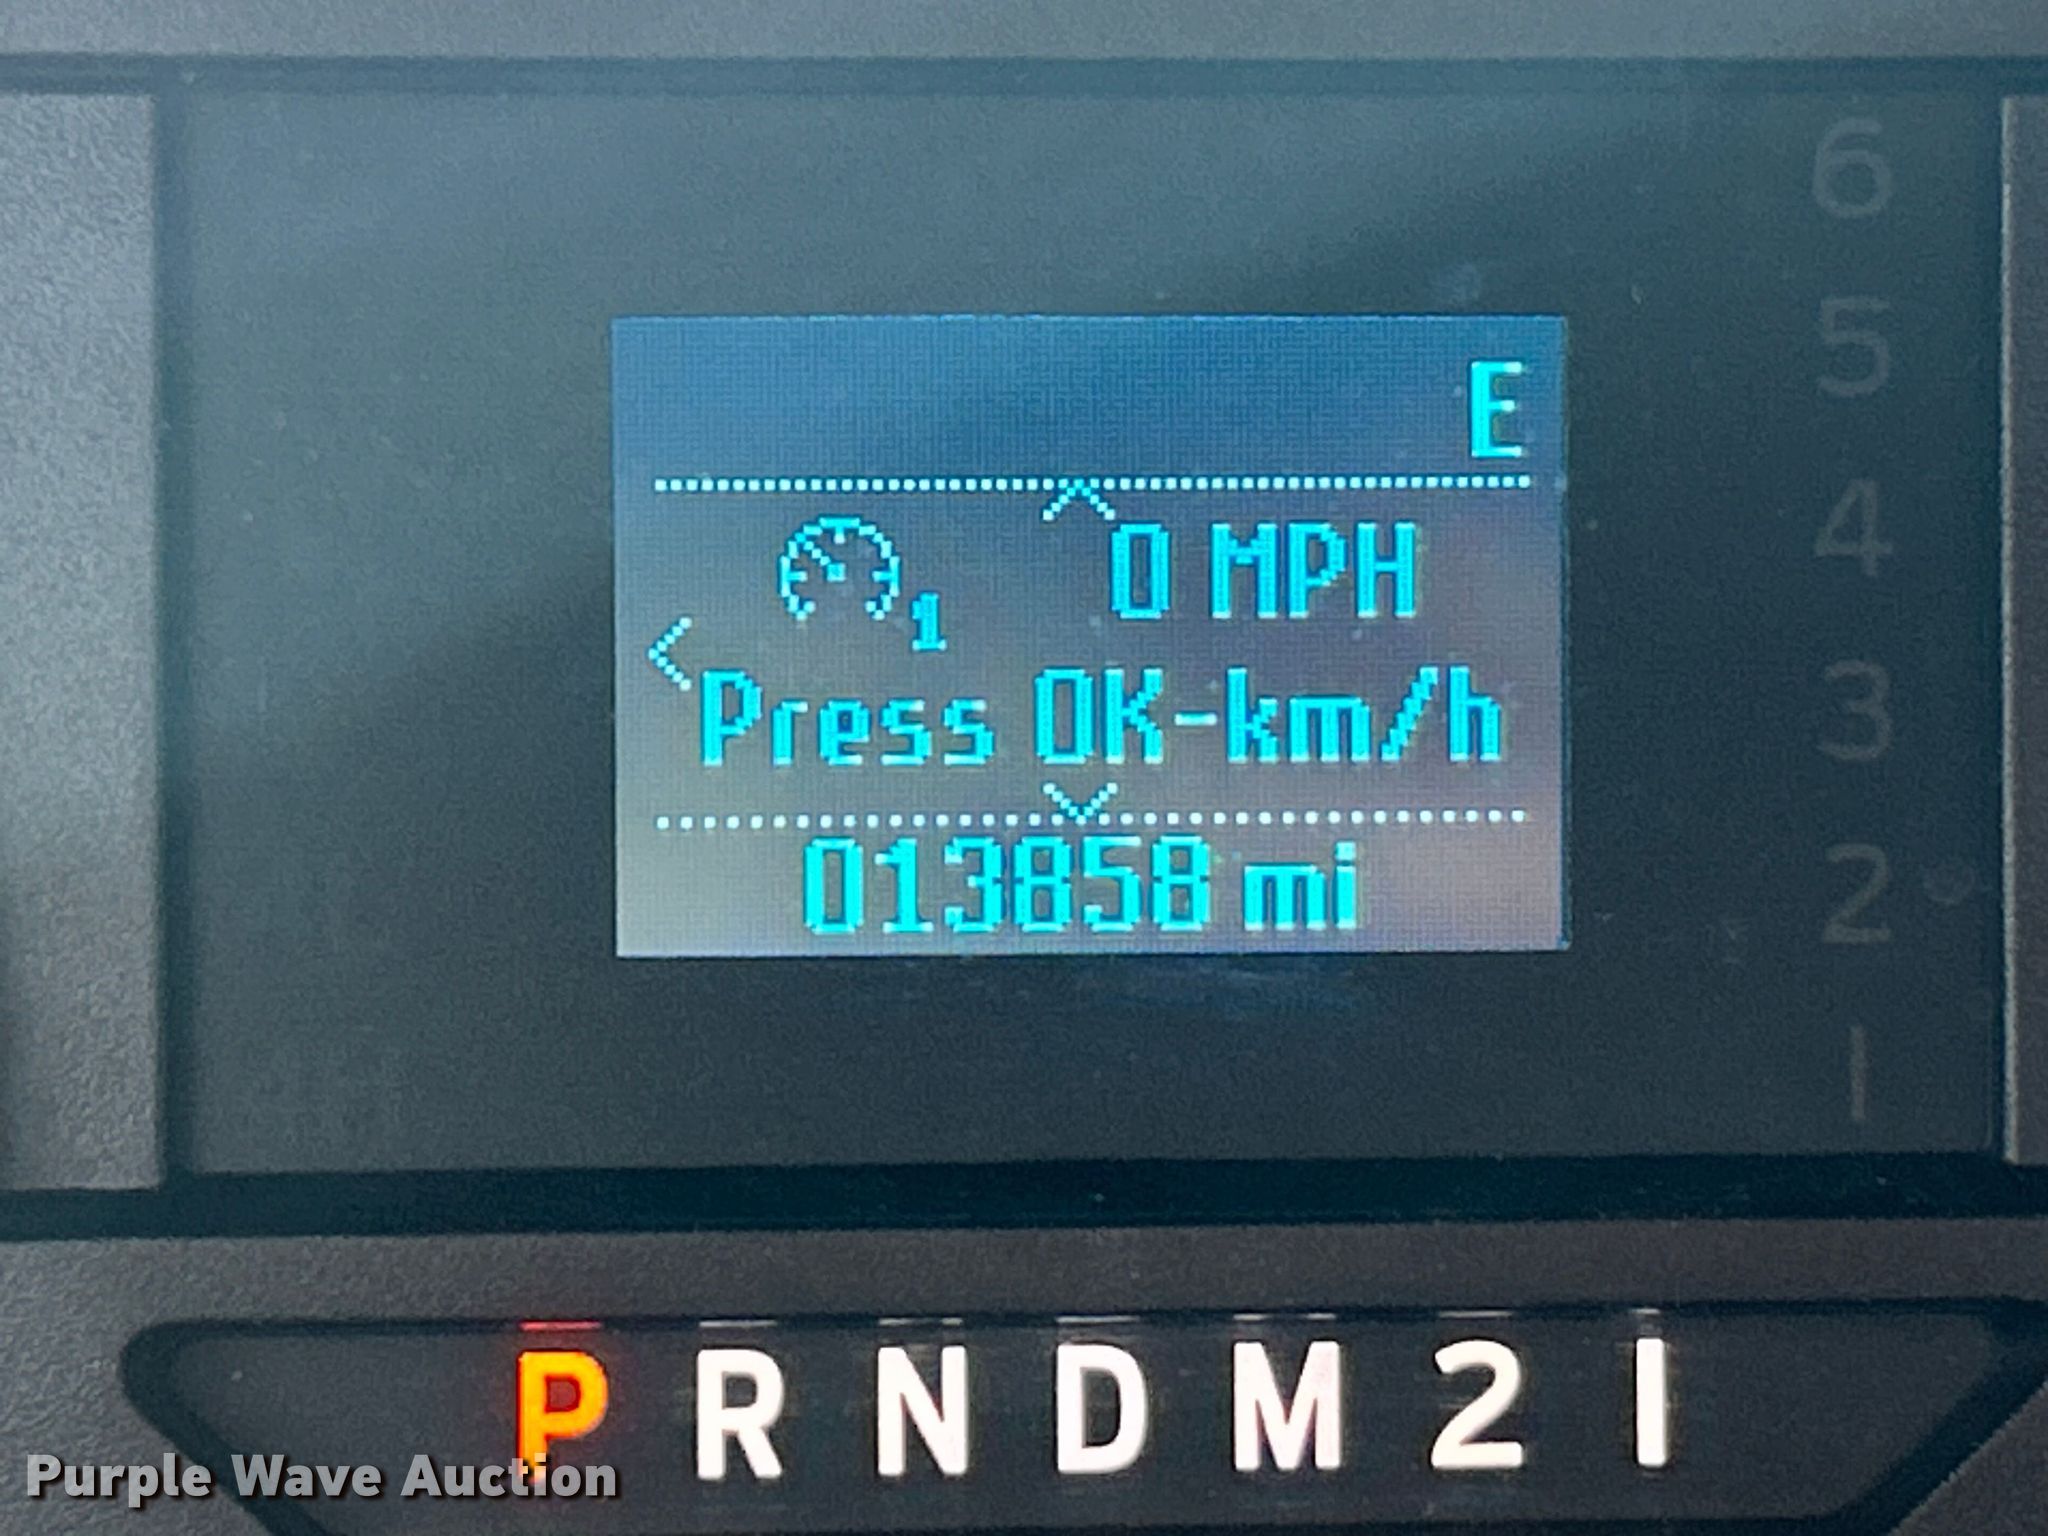 E
0 MPH
1
Press OK-km/h
013858 mi
6
5
4
3
2
1
P R N D M 2 1
Purple Wave Auction